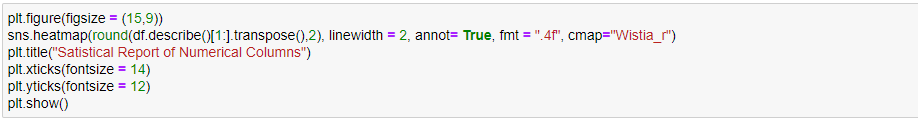 plt.figure(figsize = (15,9))
sns.heatmap(round(df.describe()[1:].transpose(),2), linewidth = 2, annot= True, fmt = ".4f", cmap="Wistia_r")
plt.title("Satistical Report of Numerical Columns")
plt.xticks(fontsize = 14)
plt.yticks(fontsize = 12)
plt.show()